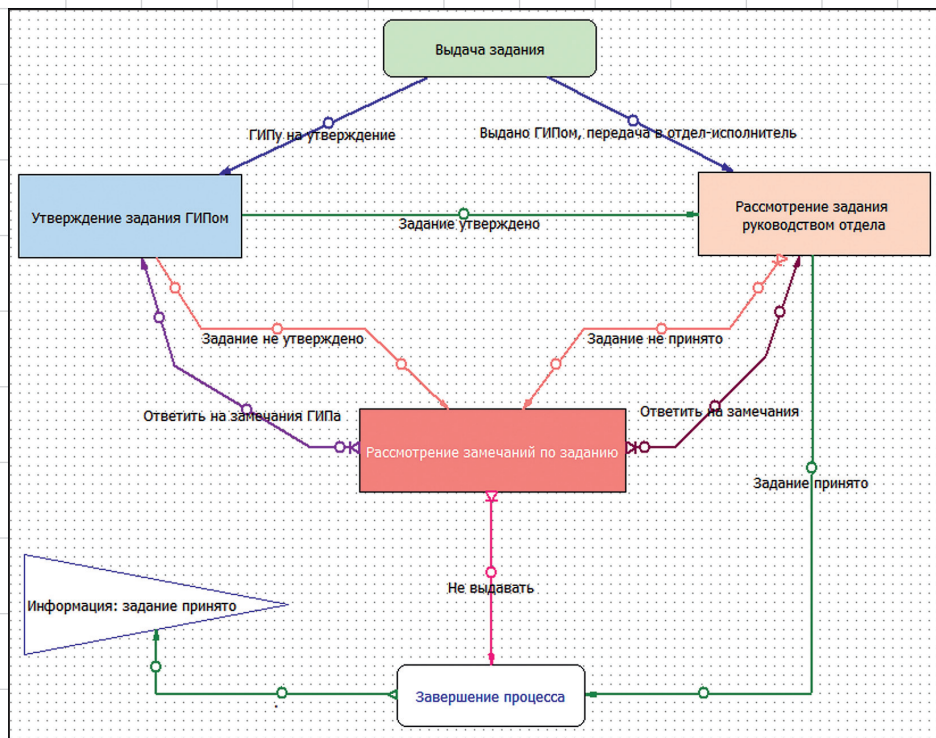 Выдача задания
ГИПу на утверждение
Выдано ГИПом, передача в отдел-исполнитель
Утверждение задания ГИПом
Задание утверждено
Рассмотрение задания
руководством отдела
Задание не утверждено
Задание не принято
Ответить на замечания ГИПа
Ответить на замечания
Рассмотрение замечаний по заданию
Задание принято
Не выдавать
Информация: задание принято
Завершение процесса